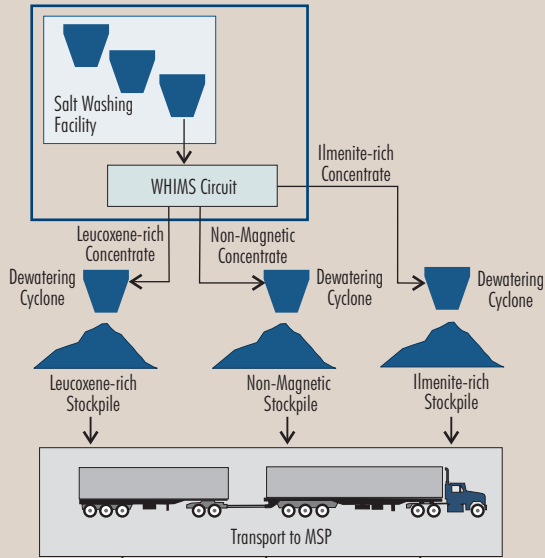 Salt Washing
Facility
WHIMS Circuit
Ilmenite-rich
Concentrate
Leucoxene-rich
Concentrate
Non-Magnetic
Concentrate
Dewatering
Cyclone
Dewatering
Cyclone
Dewatering
Cyclone
Leucoxene-rich
Stockpile
Non-Magnetic
Stockpile
Ilmenite-rich
Stockpile
Transport to MSP